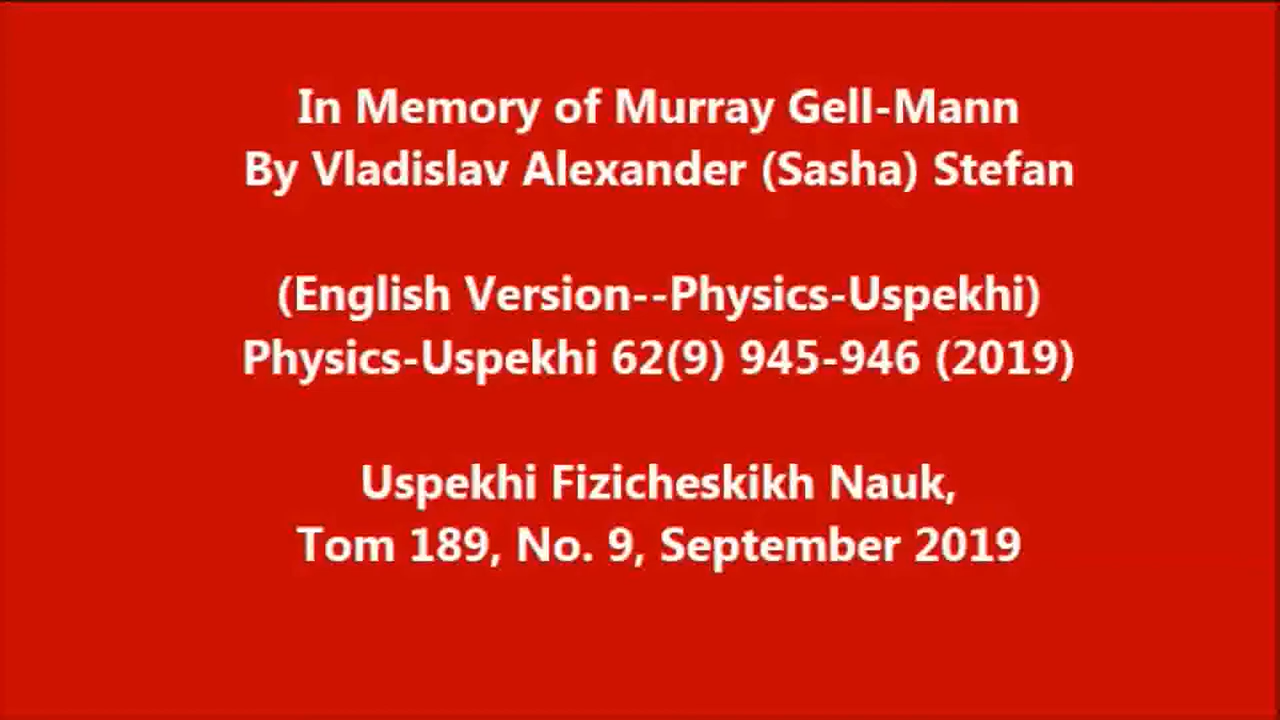 In Memory of Murray Gell-Mann
By Vladislav Alexander (Sasha) Stefan
(English Version--Physics-Uspekhi)
Physics-Uspekhi 62(9) 945-946 (2019)
Uspekhi Fizicheskikh Nauk,
Tom 189, No. 9, September 2019